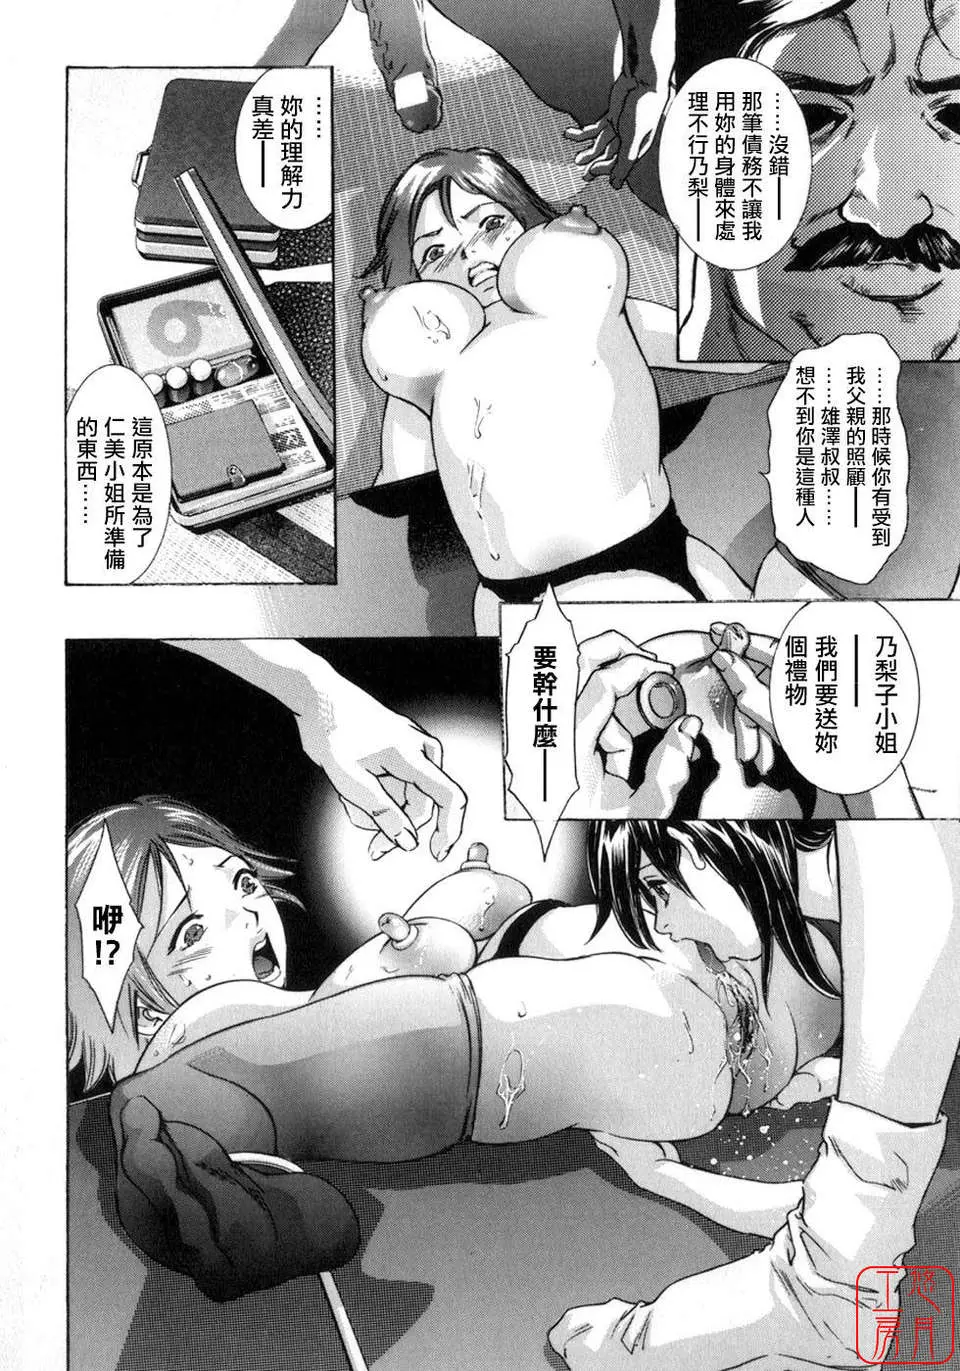 ……沒錯——
那筆債務不讓我
用妳的身體來處
理不行乃梨——
……那時候你有受到
我父親的照顧——
……雄澤叔叔……
想不到你是這種人
……
妳的理解力
真差——
這原本是為了
仁美小姐所準備
的東西……
乃梨子小姐
——
我們要送妳
個禮物
要幹什麼——
咿!?
悠月
工房